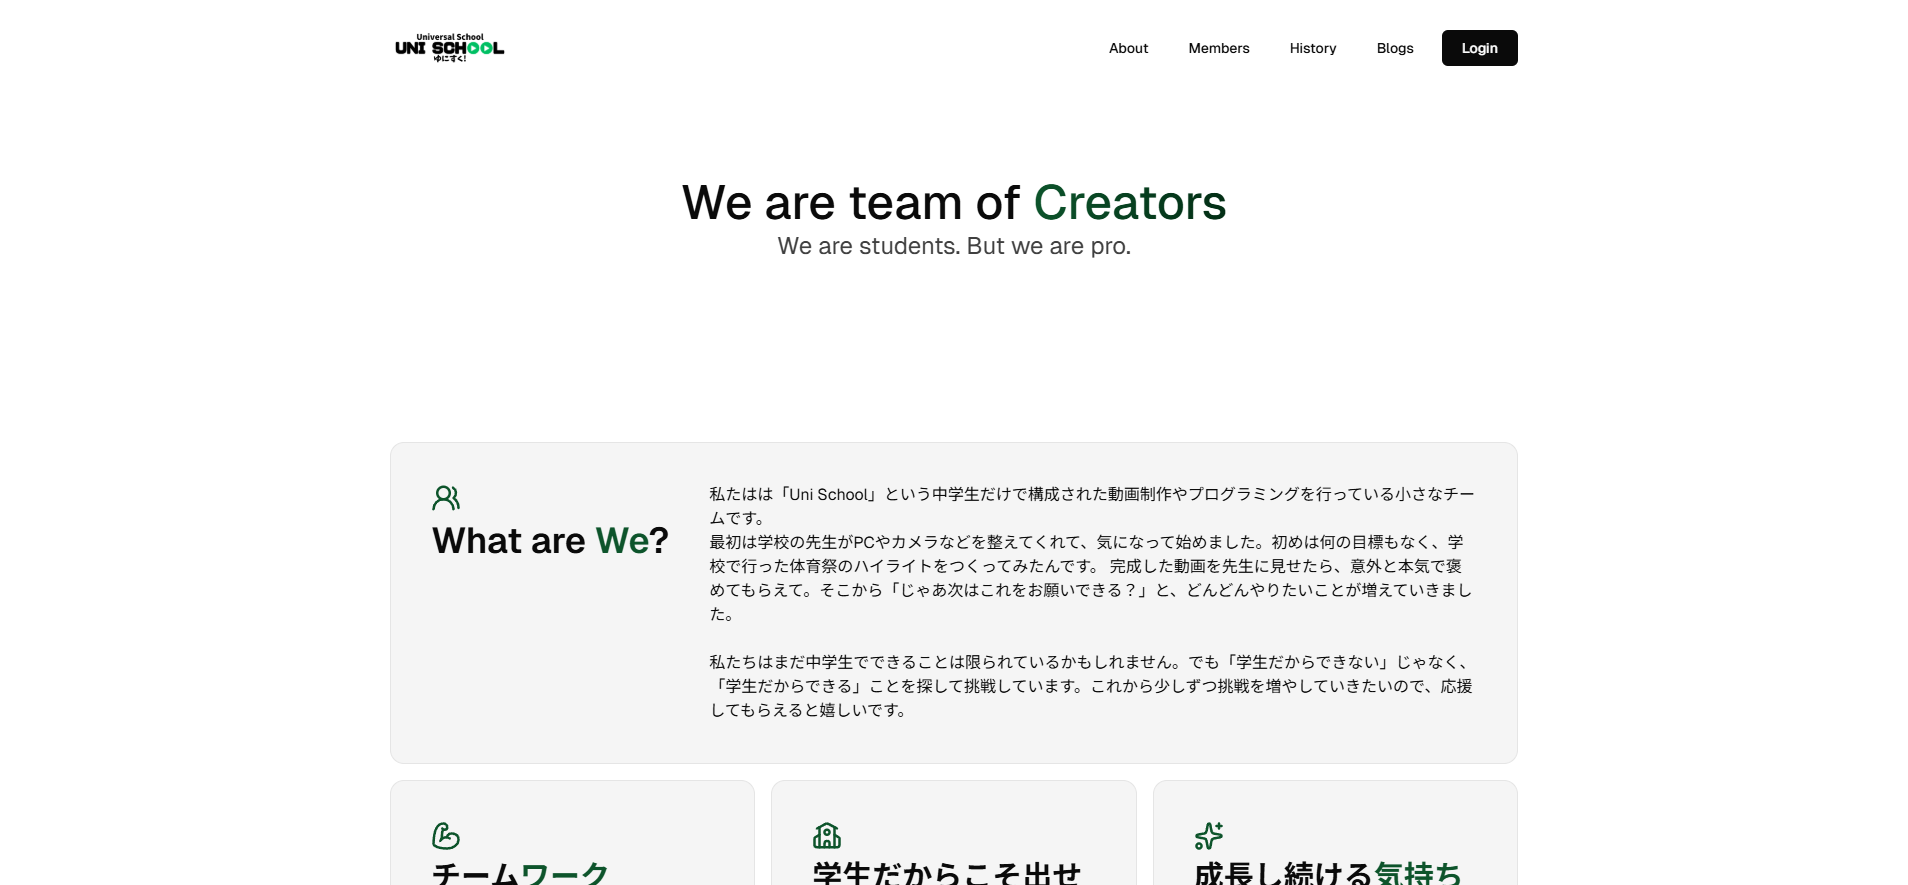 Universal School
UNI SCHOOL
ゆにすく!
About
Members
History
Blogs
Login
We are team of Creators
We are students. But we are pro.
What are We?
私たはは「Uni School」という中学生だけで構成された動画制作やプログラミングを行っている小さなチー
ムです。
最初は学校の先生がPCやカメラなどを整えてくれて、気になって始めました。初めは何の目標もなく、学
校で行った体育祭のハイライトをつくってみたんです。 完成した動画を先生に見せたら、意外と本気で褒
めてもらえて。そこから「じゃあ次はこれをお願いできる？」と、どんどんやりたいことが増えていきまし
た。
私たちはまだ中学生でできることは限られているかもしれません。でも「学生だからできない」じゃなく、
「学生だからできる」ことを探して挑戦しています。これから少しずつ挑戦を増やしていきたいので、応援
してもらえると嬉しいです。
チームワーク
学生だからこそ出せ
成長し続ける気持ち